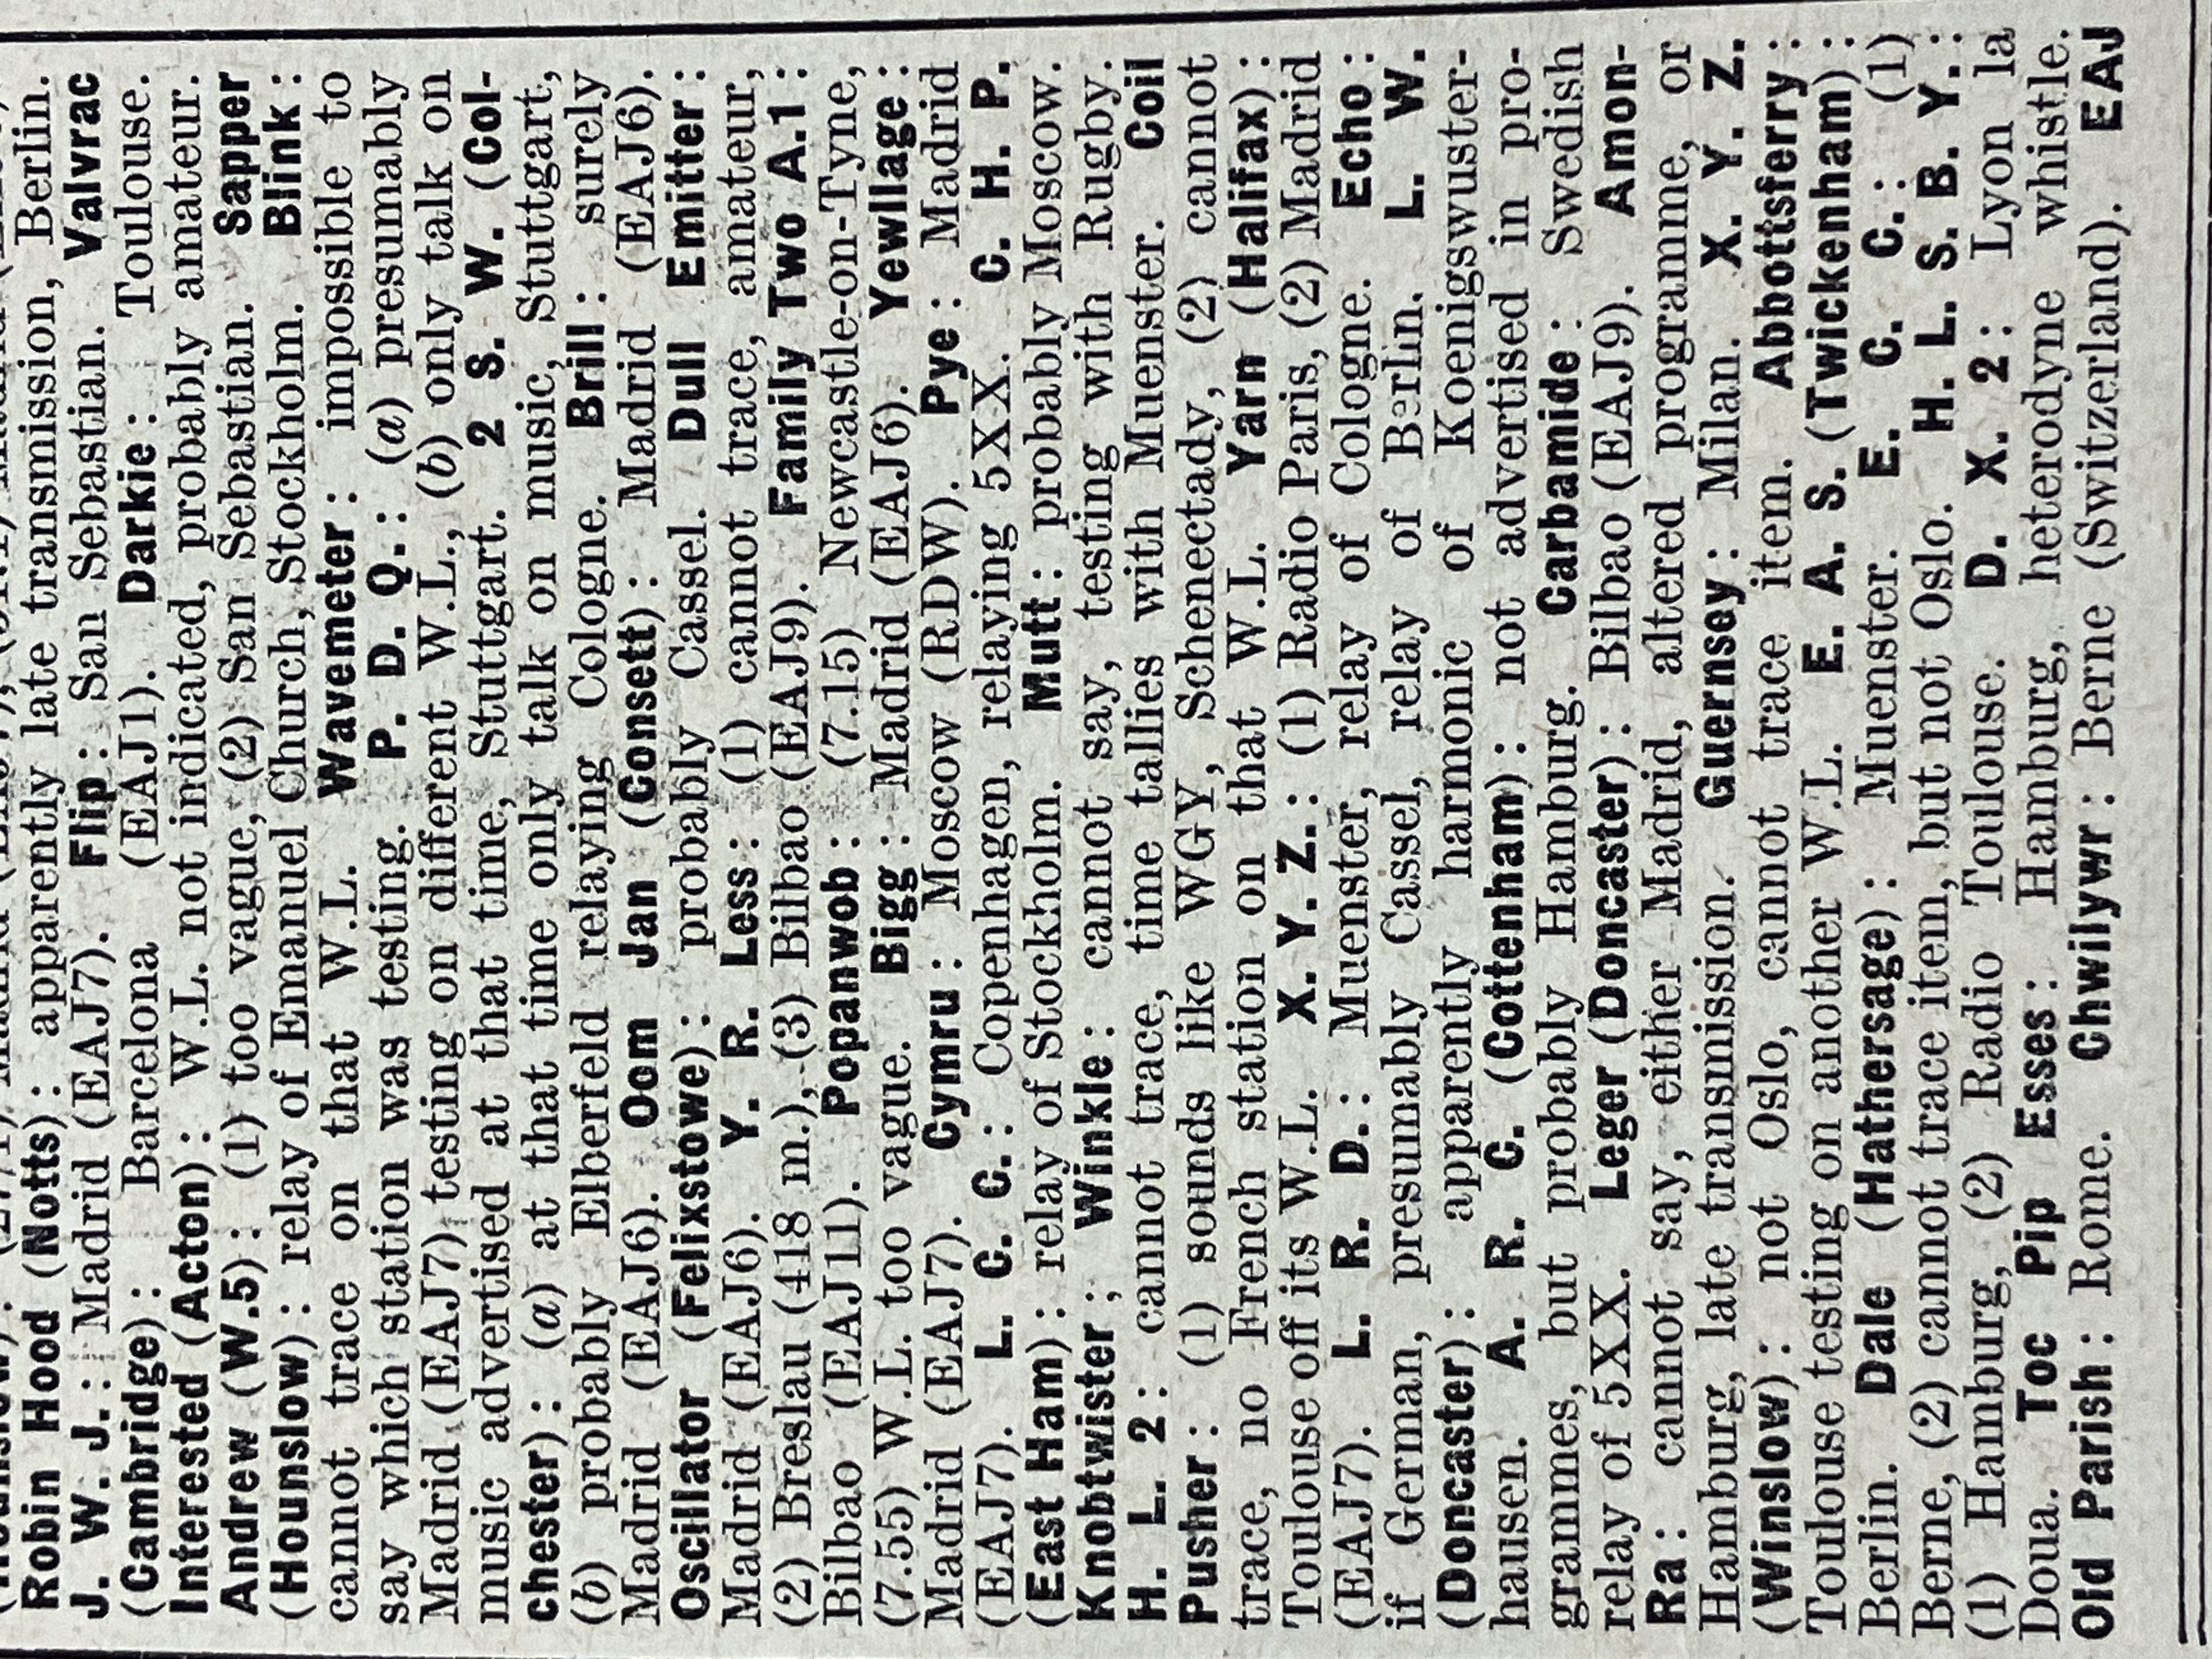 Robin Hood (Notts): apparently late transmission, Berlin.
J. W. J.: Madrid (EAJ7). Flip: San Sebastian. Valvrac
(Cambridge): Barcelona (EAJ1). Darkie: Toulouse.
Interested (Acton): W.L. not indicated, probably amateur.
Andrew (W.5): (1) too vague, (2) San Sebastian. Sapper
(Hounslow): relay of Emanuel Church, Stockholm. Blink:
cannot trace on that W.L. Wavemeter: impossible to
say which station was testing. P. D. Q.: (a) presumably
Madrid (EAJ7) testing on different W.L., (b) only talk on
music advertised at that time, Stuttgart. 2 S. W. (Col-
chester): (a) at that time only talk on music, Stuttgart,
(b) probably Elberfeld relaying Cologne. Brill: surely
Madrid (EAJ6). Oom Jan (Consett): Madrid (EAJ6).
Oscillator (Felixstowe): probably Cassel. Dull Emitter:
Madrid (EAJ6). Y. R. Less: (1) cannot trace, amateur,
(2) Breslau (418 m.), (3) Bilbao (EAJ9). Family Two A.1:
Bilbao (EAJ11). Popanwob: (7.15) Newcastle-on-Tyne,
(7.55) W.L. too vague. Bigg: Madrid (EAJ6). Yewllage:
Madrid (EAJ7). Cymru: Moscow (RDW). Pye: Madrid
(EAJ7). L. C. C.: Copenhagen, relaying 5XX. C. H. P.
(East Ham): relay of Stockholm. Mutt: probably Moscow.
Knobtwister; Winkle: cannot say, testing with Rugby.
H. L. 2: cannot trace, time tallies with Muenster. Coil
Pusher: (1) sounds like WGY, Schenectady, (2) cannot
trace, no French station on that W.L. Yarn (Halifax):
Toulouse off its W.L. X. Y. Z.: (1) Radio Paris, (2) Madrid
(EAJ7). L. R. D.: Muenster, relay of Cologne. Echo:
if German, presumably Cassel, relay of Berlin. L. W.
(Doncaster): apparently harmonic of Koenigswuster-
hausen. A. R. C. (Cottenham): not advertised in pro-
grammes, but probably Hamburg. Carbamide: Swedish
relay of 5XX. Leger (Doncaster): Bilbao (EAJ9). Amon-
Ra: cannot say, either Madrid, altered programme, or
Hamburg, late transmission. Guernsey: Milan. X. Y. Z.
(Winslow): not Oslo, cannot trace item. Abbottsferry:
Toulouse testing on another W.L. E. A. S. (Twickenham):
Berlin. Dale (Hathersage): Muenster. E. C. C.: (1)
Berne, (2) cannot trace item, but not Oslo. H. L. S. B. Y.:
(1) Hamburg, (2) Radio Toulouse. D. X. 2: Lyon la
Doua. Toc Pip Esses: Hamburg, heterodyne whistle.
Old Parish: Rome. Chwilywr: Berne (Switzerland). EAJ